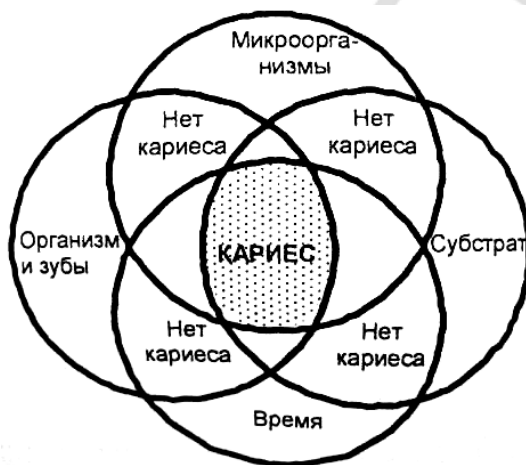 Микроорга-
низмы
Нет
кариеса
Нет
кариеса
Организм
и зубы
КАРИЕС
Субстрат
Нет
кариеса
Нет
кариеса
Время